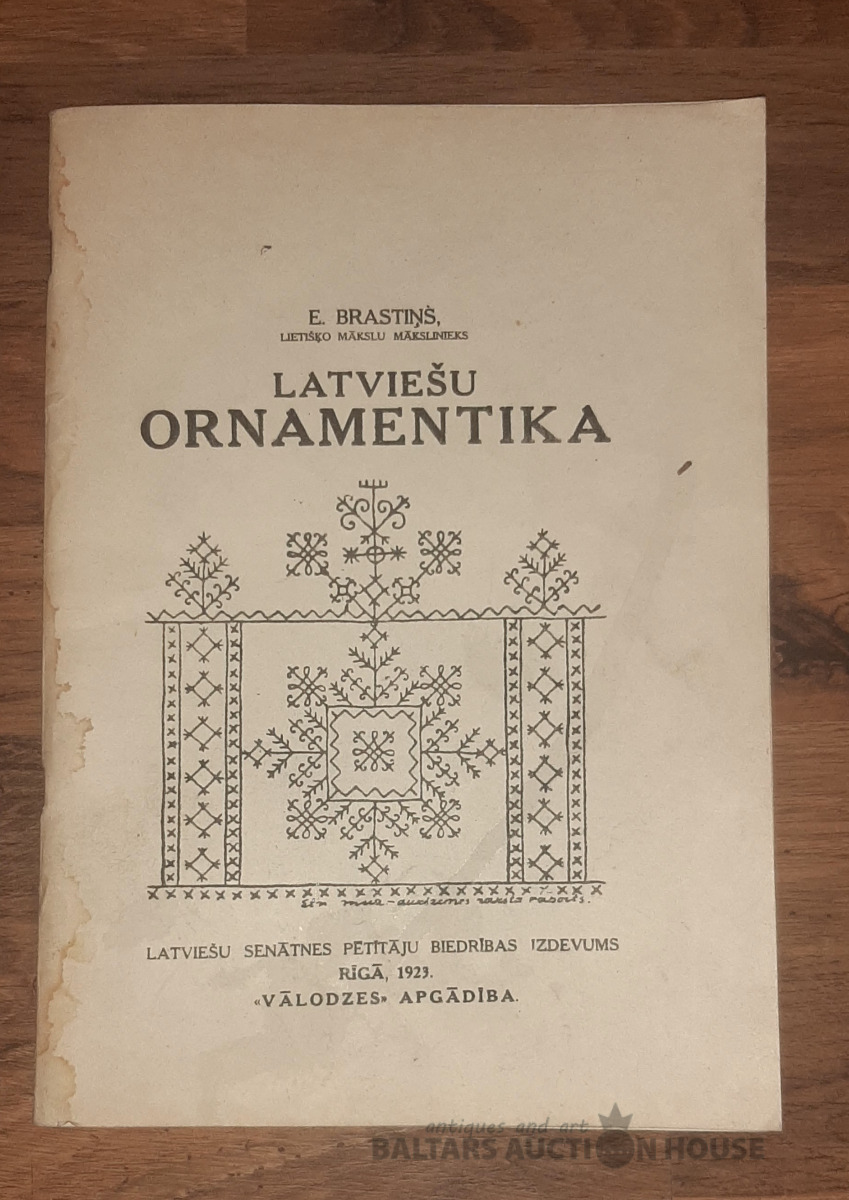 E. BRASTIŅŠ,
LIETIŠĶO MĀKSLU MĀKSLINIEKS
LATVIEŠU
ORNAMENTIKA
LATVIEŠU SENĀTNES PĒTĪTĀJU BIEDRĪBAS IZDEVUMS
RĪGĀ, 1923.
«VĀLODZES» APGĀDĪBA.
antiques and art
BALTARS AUCTION HOUSE